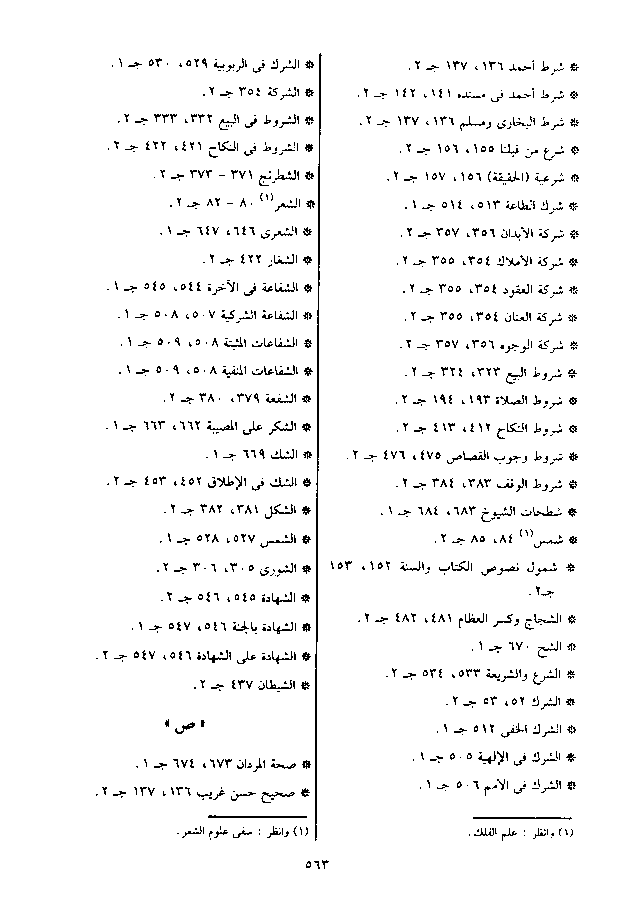 * شرط أحمد ١٣٦، ١٣٧ جـ ٢.
* شرط أحمد فى مسنده ١٤١، ١٤٢ جـ ٢.
* شرط البخارى ومسلم ١٣٦، ١٣٧ جـ ٢.
* شرع من قبلنا ١٥٥، ١٥٦ جـ ٢.
* شرعية (الحقيقة) ١٥٦، ١٥٧ جـ ٢.
* شرك الطاعة ٥١٣، ٥١٤ جـ ١.
* شركة الأبدان ٣٥٦، ٣٥٧ جـ ٢.
* شركة الأملاك ٣٥٤، ٣٥٥ جـ ٢.
* شركة العقود ٣٥٤، ٣٥٥ جـ ٢.
* شركة العنان ٣٥٤، ٣٥٥ جـ ٢.
* شركة الوجوه ٣٥٦، ٣٥٧ جـ ٢.
* شروط البيع ٣٢٣، ٣٢٤ جـ ٢.
* شروط الصلاة ١٩٣، ١٩٤ جـ ٢.
* شروط النكاح ٤١٢، ٤١٣ جـ ٢.
* شروط وجوب القصاص ٤٧٥، ٤٧٦ جـ ٢.
* شروط الوقف ٣٨٣، ٣٨٤ جـ ٢.
* شطحات الشيوخ ٦٨٣، ٦٨٤ جـ ١.
* شمس(١) ٨٤، ٨٥ جـ ٢.
* شمول نصوص الكتاب والسنة ١٥٢، ١٥٣
جـ٢.
* الشجاج وكسر العظام ٤٨١، ٤٨٢ جـ ٢.
* الشح ٦٧٠ جـ ١.
* الشرع والشريعة ٥٣٣، ٥٣٤ جـ ٢.
* الشرك ٥٢، ٥٣ جـ ٢.
* الشرك الخفى ٥١٢ جـ ١.
* الشرك فى الإلهية ٥٠٥ جـ ١.
* الشرك فى الأمم ٥٠٦ جـ ١.
(١) وانظر : علم الفلك.
* الشرك فى الربوبية ٥٢٩، ٥٣٠ جـ ١.
* الشركة ٣٥٤ جـ ٢.
* الشروط فى البيع ٣٣٢، ٣٣٣ جـ ٢.
* الشروط فى النكاح ٤٢١، ٤٢٢ جـ ٢.
* الشطرنج ٣٧١ - ٣٧٣ جـ ٢.
* الشعر(١) ٨٠ - ٨٢ جـ ٢.
* الشعرى ٦٤٦، ٦٤٧ جـ ١.
* الشغار ٤٢٢ جـ ٢.
* الشفاعة فى الآخرة ٥٤٤، ٥٤٥ جـ ١.
* الشفاعة الشركية ٥٠٧، ٥٠٨ جـ ١.
* الشفاعات المثبتة ٥٠٨، ٥٠٩ جـ ١.
* الشفاعات المنفية ٥٠٨، ٥٠٩ جـ ١.
* الشفعة ٣٧٩، ٣٨٠ جـ ٢.
* الشكر على المصيبة ٦٦٢، ٦٦٣ جـ ١.
* الشك ٦٦٩ جـ ١.
* الشك فى الإطلاق ٤٥٢، ٤٥٣ جـ ٢.
* الشكل ٣٨١، ٣٨٢ جـ ٢.
* الشمس ٥٢٧، ٥٢٨ جـ ١.
* الشورى ٣٠٥، ٣٠٦ جـ ٢.
* الشهادة ٥٤٥، ٥٤٦ جـ ٢.
* الشهادة بالجنة ٥٤٦، ٥٤٧ جـ ١.
* الشهادة على الشهادة ٥٤٦، ٥٤٧ جـ ٢.
* الشيطان ٤٣٧ جـ ٢.
« ص »
* صحبة المردان ٦٧٣، ٦٧٤ جـ ١.
* صحيح حسن غريب ١٣٦، ١٣٧ جـ ٢.
(١) وانظر : سفى علوم الشعر.
٥٦٣